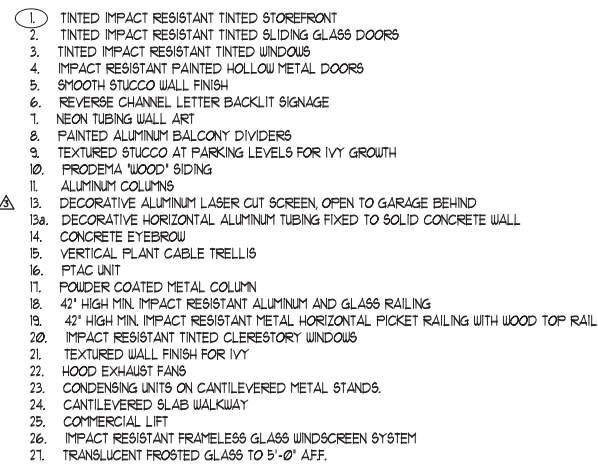 1. TINTED IMPACT RESISTANT TINTED STOREFRONT
2. TINTED IMPACT RESISTANT TINTED SLIDING GLASS DOORS
3. TINTED IMPACT RESISTANT TINTED WINDOWS
4. IMPACT RESISTANT PAINTED HOLLOW METAL DOORS
5. SMOOTH STUCCO WALL FINISH
6. REVERSE CHANNEL LETTER BACKLIT SIGNAGE
7. NEON TUBING WALL ART
8. PAINTED ALUMINUM BALCONY DIVIDERS
9. TEXTURED STUCCO AT PARKING LEVELS FOR IVY GROWTH
10. PRODEMA "WOOD" SIDING
11. ALUMINUM COLUMNS
3 13. DECORATIVE ALUMINUM LASER CUT SCREEN, OPEN TO GARAGE BEHIND
13a. DECORATIVE HORIZONTAL ALUMINUM TUBING FIXED TO SOLID CONCRETE WALL
14. CONCRETE EYEBROW
15. VERTICAL PLANT CABLE TRELLIS
16. PTAC UNIT
17. POWDER COATED METAL COLUMN
18. 42" HIGH MIN. IMPACT RESISTANT ALUMINUM AND GLASS RAILING
19. 42" HIGH MIN. IMPACT RESISTANT METAL HORIZONTAL PICKET RAILING WITH WOOD TOP RAIL
20. IMPACT RESISTANT TINTED CLERESTORY WINDOWS
21. TEXTURED WALL FINISH FOR IVY
22. HOOD EXHAUST FANS
23. CONDENSING UNITS ON CANTILEVERED METAL STANDS.
24. CANTILEVERED SLAB WALKWAY
25. COMMERCIAL LIFT
26. IMPACT RESISTANT FRAMELESS GLASS WINDSCREEN SYSTEM
27. TRANSLUCENT FROSTED GLASS TO 5'-0" A.F.F.